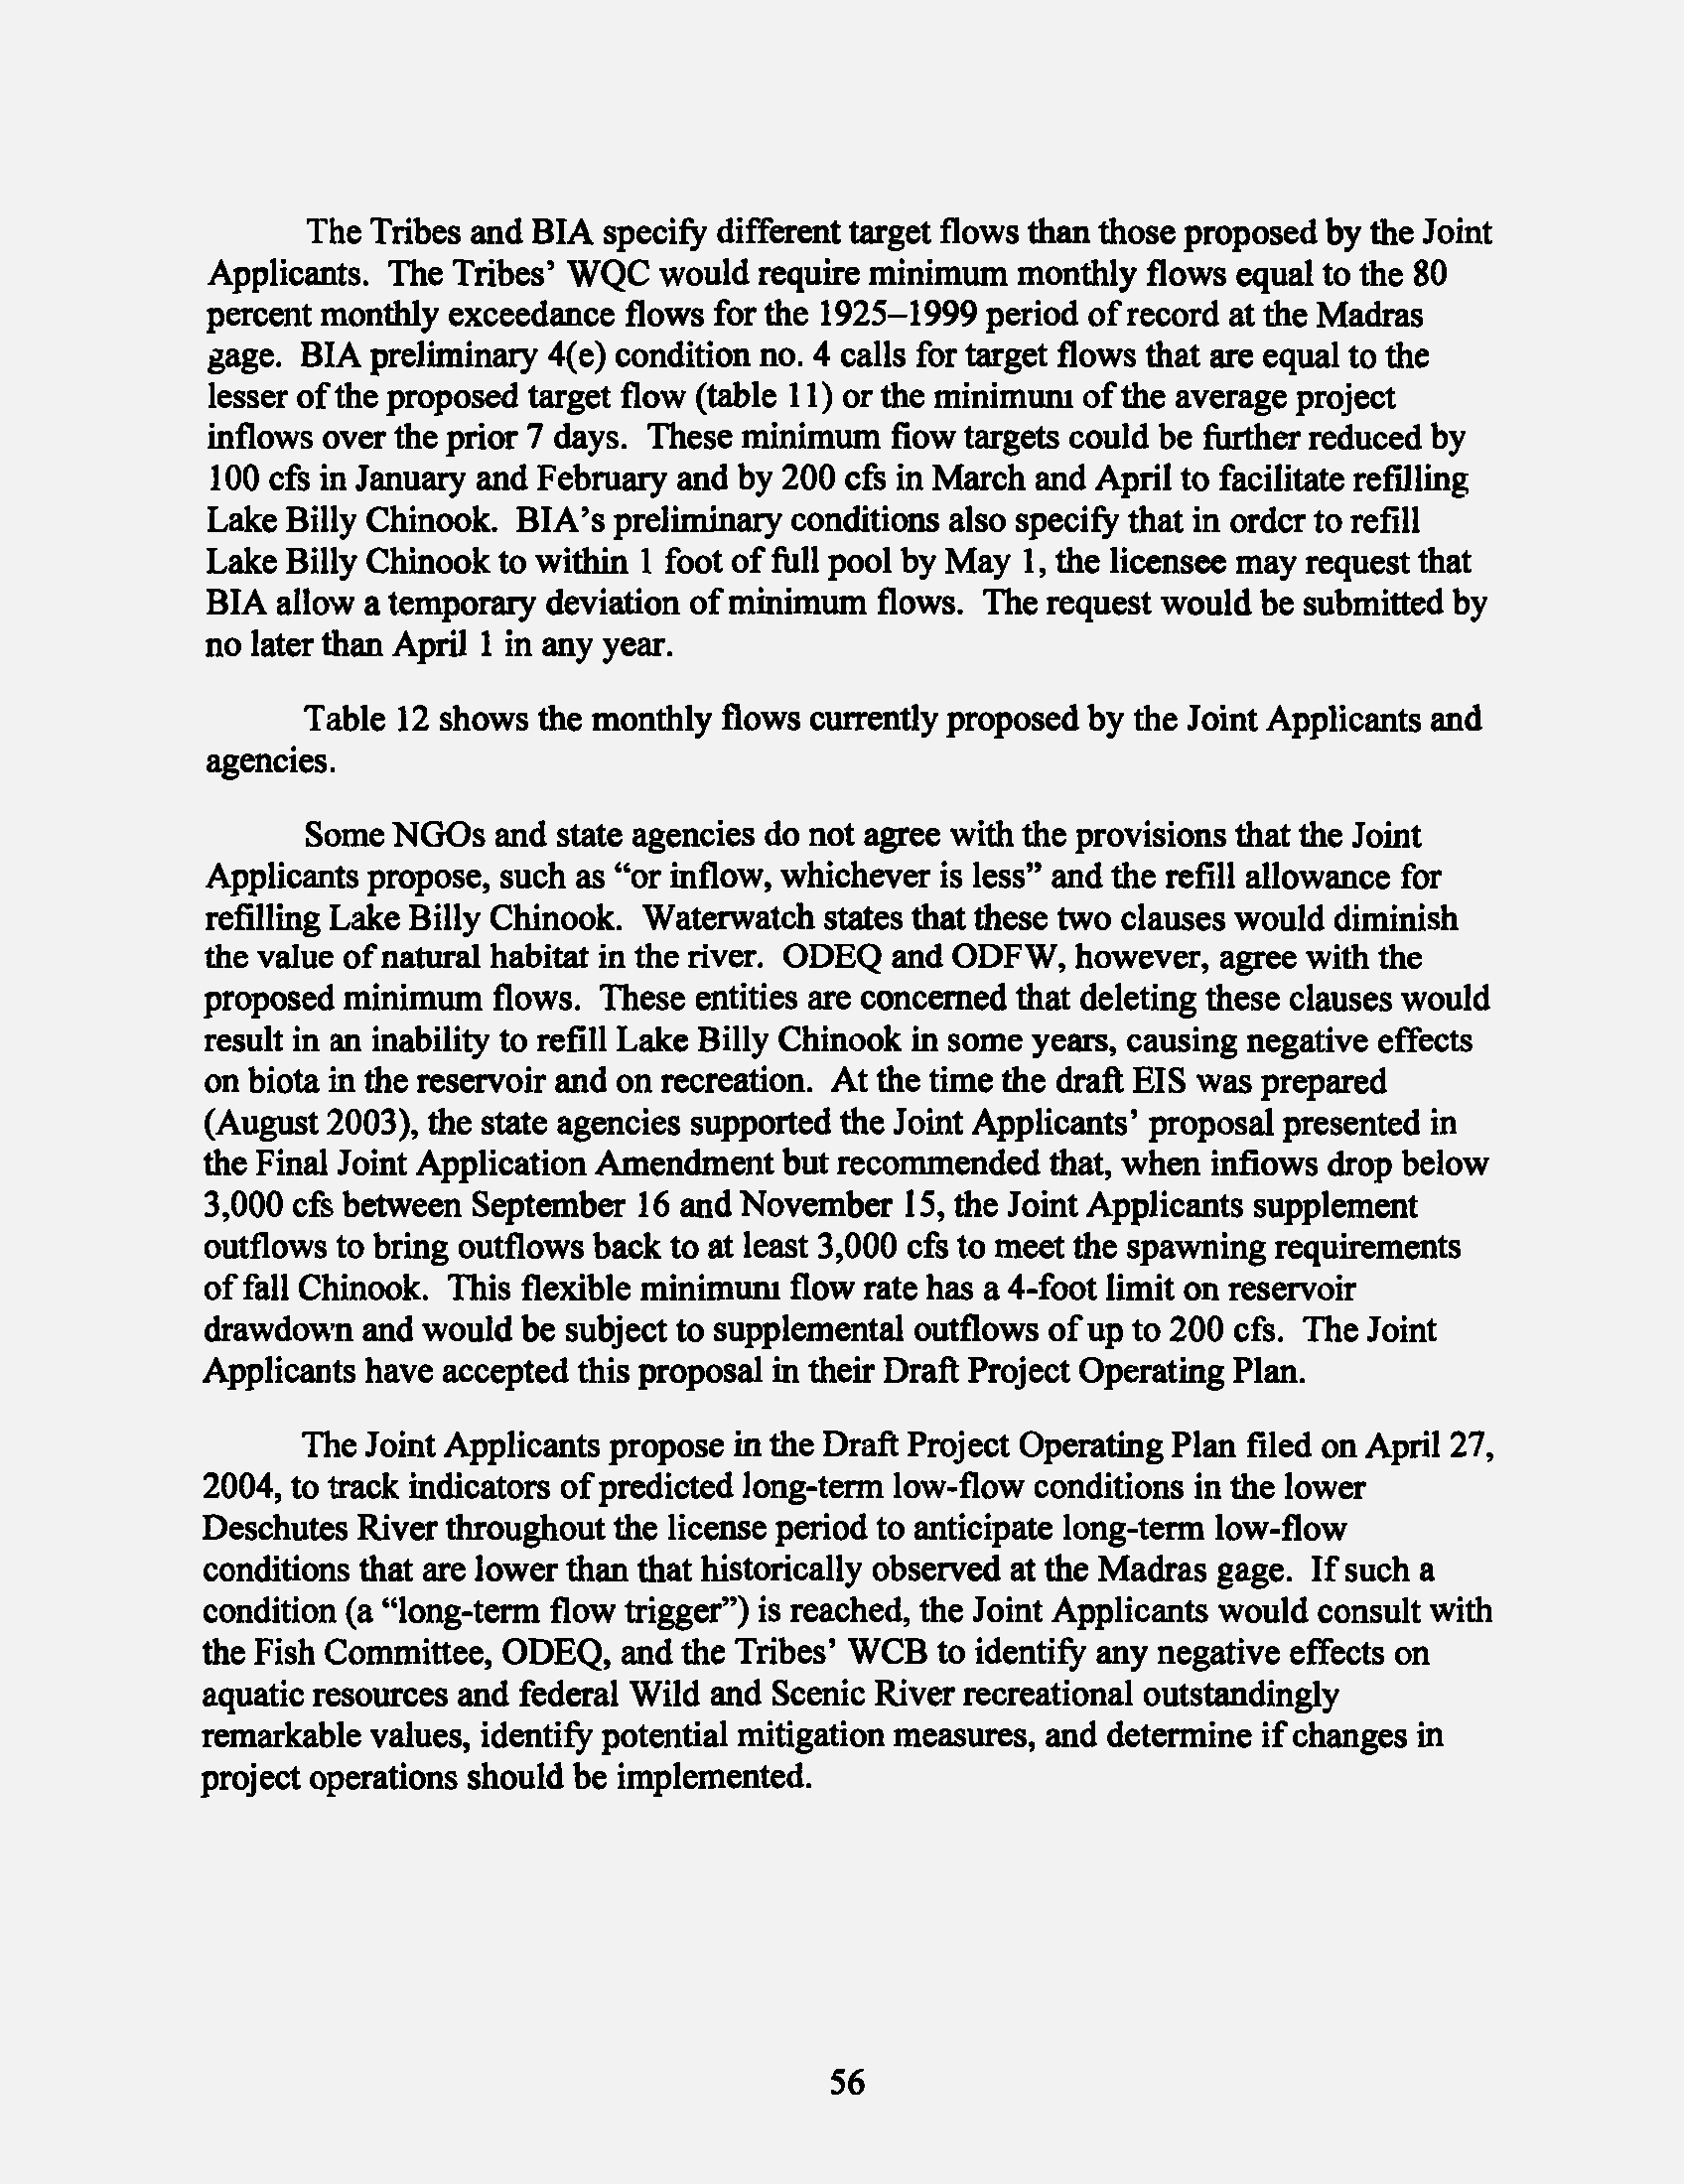 The Tribes and BIA specify different target flows than those proposed by the Joint
Applicants. The Tribes’ WQC would require minimum monthly flows equal to the 80
percent monthly exceedance flows for the 1925–1999 period of record at the Madras
gage. BIA preliminary 4(e) condition no. 4 calls for target flows that are equal to the
lesser of the proposed target flow (table 11) or the minimum of the average project
inflows over the prior 7 days. These minimum flow targets could be further reduced by
100 cfs in January and February and by 200 cfs in March and April to facilitate refilling
Lake Billy Chinook. BIA’s preliminary conditions also specify that in order to refill
Lake Billy Chinook to within 1 foot of full pool by May 1, the licensee may request that
BIA allow a temporary deviation of minimum flows. The request would be submitted by
no later than April 1 in any year.
Table 12 shows the monthly flows currently proposed by the Joint Applicants and
agencies.
Some NGOs and state agencies do not agree with the provisions that the Joint
Applicants propose, such as “or inflow, whichever is less” and the refill allowance for
refilling Lake Billy Chinook. Waterwatch states that these two clauses would diminish
the value of natural habitat in the river. ODEQ and ODFW, however, agree with the
proposed minimum flows. These entities are concerned that deleting these clauses would
result in an inability to refill Lake Billy Chinook in some years, causing negative effects
on biota in the reservoir and on recreation. At the time the draft EIS was prepared
(August 2003), the state agencies supported the Joint Applicants’ proposal presented in
the Final Joint Application Amendment but recommended that, when inflows drop below
3,000 cfs between September 16 and November 15, the Joint Applicants supplement
outflows to bring outflows back to at least 3,000 cfs to meet the spawning requirements
of fall Chinook. This flexible minimum flow rate has a 4-foot limit on reservoir
drawdown and would be subject to supplemental outflows of up to 200 cfs. The Joint
Applicants have accepted this proposal in their Draft Project Operating Plan.
The Joint Applicants propose in the Draft Project Operating Plan filed on April 27,
2004, to track indicators of predicted long-term low-flow conditions in the lower
Deschutes River throughout the license period to anticipate long-term low-flow
conditions that are lower than that historically observed at the Madras gage. If such a
condition (a “long-term flow trigger”) is reached, the Joint Applicants would consult with
the Fish Committee, ODEQ, and the Tribes’ WCB to identify any negative effects on
aquatic resources and federal Wild and Scenic River recreational outstandingly
remarkable values, identify potential mitigation measures, and determine if changes in
project operations should be implemented.
56